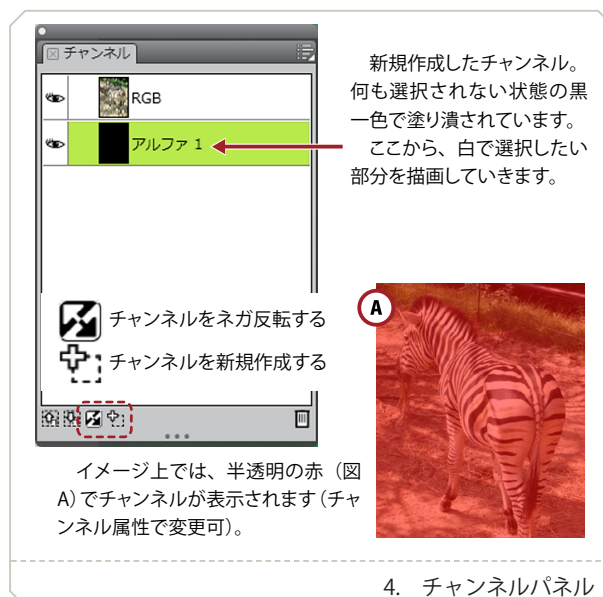 チャンネル
RGB
アルファ 1
新規作成したチャンネル。
何も選択されない状態の黒
一色で塗り潰されています。
ここから、白で選択したい
部分を描画していきます。
チャンネルをネガ反転する
チャンネルを新規作成する
A
イメージ上では、半透明の赤（図
A）でチャンネルが表示されます（チャ
ンネル属性で変更可）。
4. チャンネルパネル